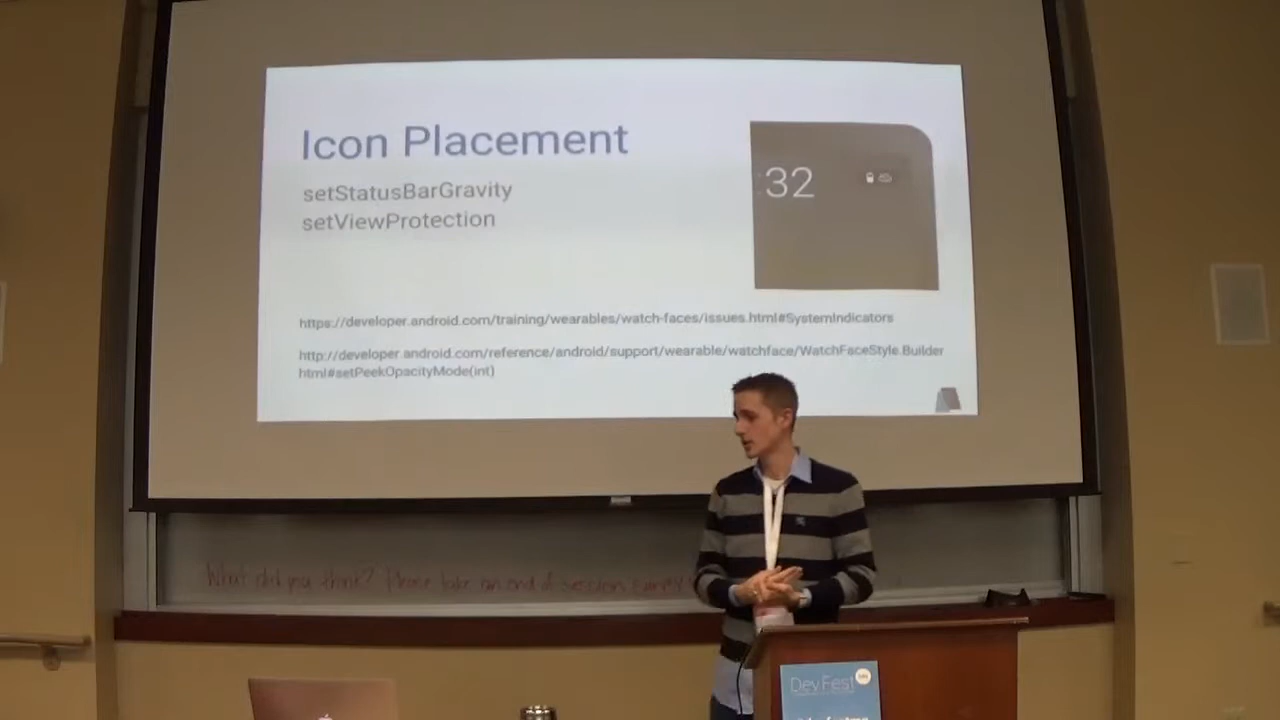 Icon Placement
setStatusBarGravity
setViewProtection
32
https://developer.android.com/training/wearables/watch-faces/issues.html#SystemIndicators
http://developer.android.com/reference/android/support/wearable/watchface/WatchFaceStyle.Builder
html#setPeekOpacityMode(int)
What did you think? Please take an end of session survey
DevFest